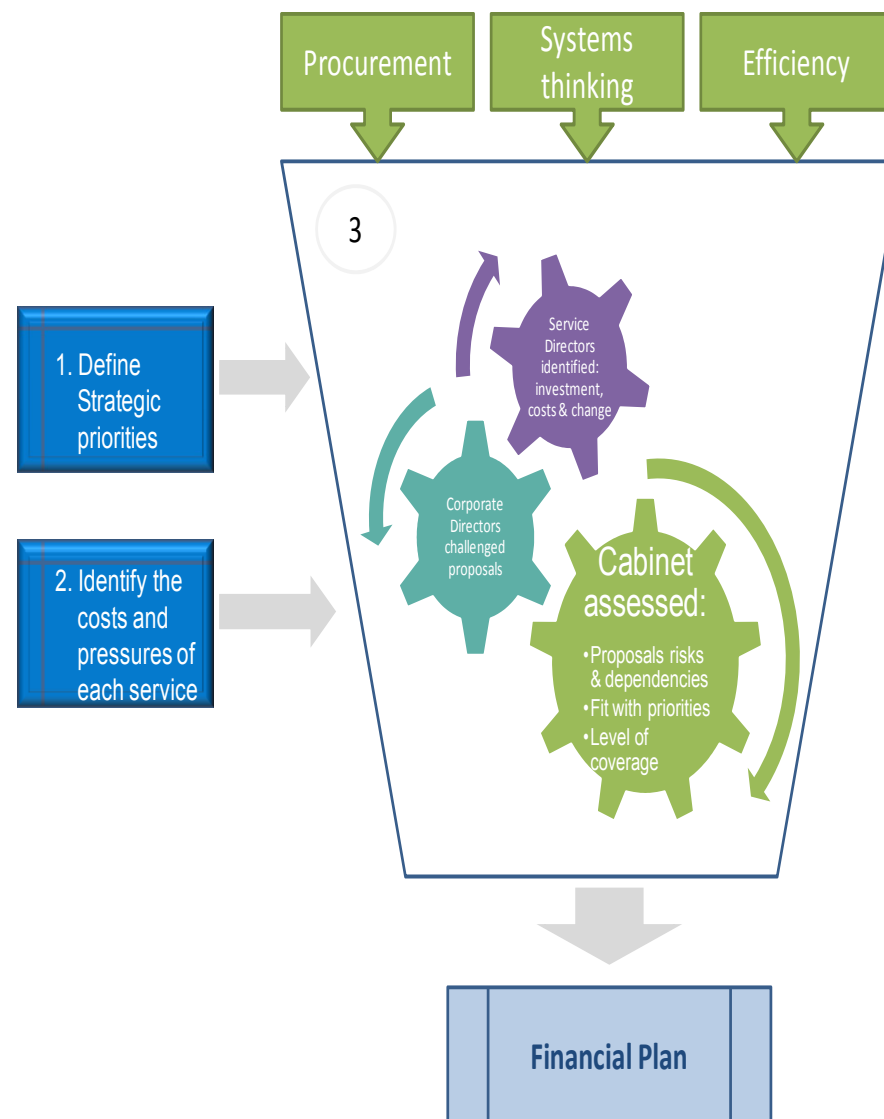 Procurement
Systems
thinking
Efficiency
3
1. Define
Strategic
priorities
2. Identify the
costs and
pressures of
each service
Service
Directors
identified:
investment,
costs & change
Corporate
Directors
challenged
proposals
Cabinet
assessed:
•Proposals risks
& dependencies
•Fit with priorities
•Level of
coverage
Financial Plan